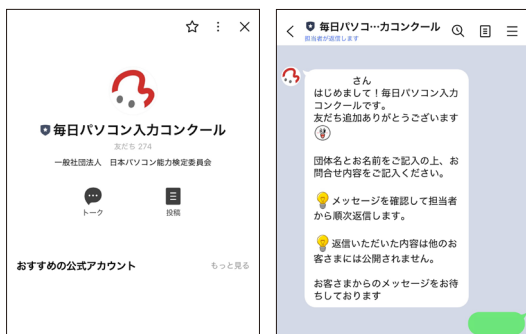 毎日パソコン入力コンクール
友だち 274
一般社団法人 日本パソコン能力検定委員会
トーク
投稿
おすすめの公式アカウント
もっと見る
毎日パソコ…カコンクール
担当者が返信します
さん
はじめまして！毎日パソコン入力
コンクールです。
友だち追加ありがとうございます
団体名とお名前をご記入の上、お
問合せ内容をご記入ください。
メッセージを確認して担当者
から順次返信します。
返信いただいた内容は他のお
客さまには公開されません。
お客さまからのメッセージをお待
ちしております